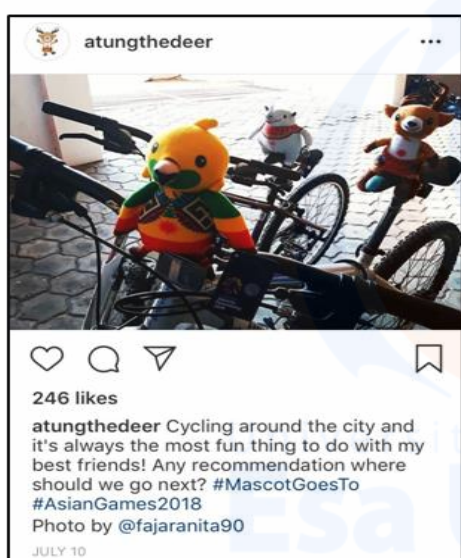 atungthedeer
246 likes
atungthedeer Cycling around the city and
it's always the most fun thing to do with my
best friends! Any recommendation where
should we go next? #MascotGoesTo
#AsianGames2018
Photo by @fajaranita90
JULY 10
Esa